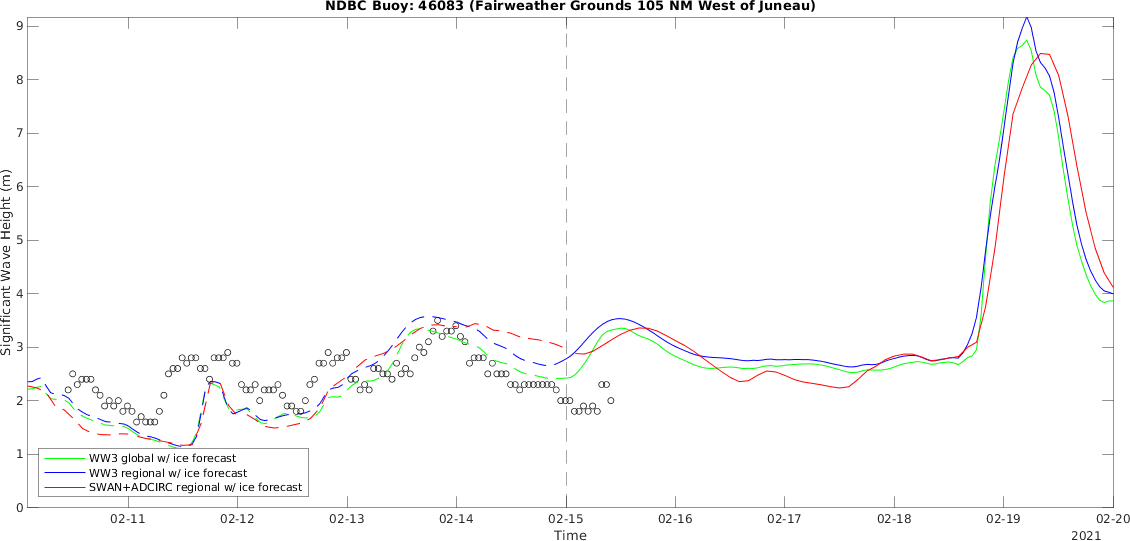 NDBC Buoy: 46083 (Fairweather Grounds 105 NM West of Juneau)
9
8
7
6
5
4
3
2
1
0
Significant Wave Height (m)
WW3 global w/ ice forecast
WW3 regional w/ ice forecast
SWAN+ADCIRC regional w/ ice forecast
02-11 02-12 02-13 02-14 02-15 02-16 02-17 02-18 02-19 02-20
Time
2021